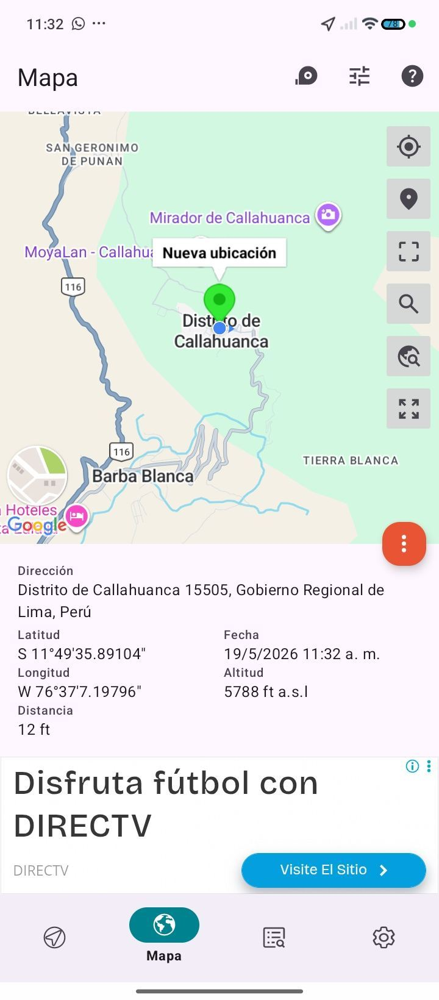 11:32
78
Mapa
?
BELLAVISTA
SAN GERONIMO
DE PUNAN
Mirador de Callahuanca
MoyaLan - Callahua
Nueva ubicación
116
Distrito de
Callahuanca
116
Barba Blanca
TIERRA BLANCA
Hoteles
Google
Dirección
Distrito de Callahuanca 15505, Gobierno Regional de
Lima, Perú
Latitud
S 11°49'35.89104"
Fecha
19/5/2026 11:32 a. m.
Longitud
W 76°37'7.19796"
Altitud
5788 ft a.s.l
Distancia
12 ft
Disfruta fútbol con
DIRECTV
DIRECTV
Visite El Sitio
Mapa